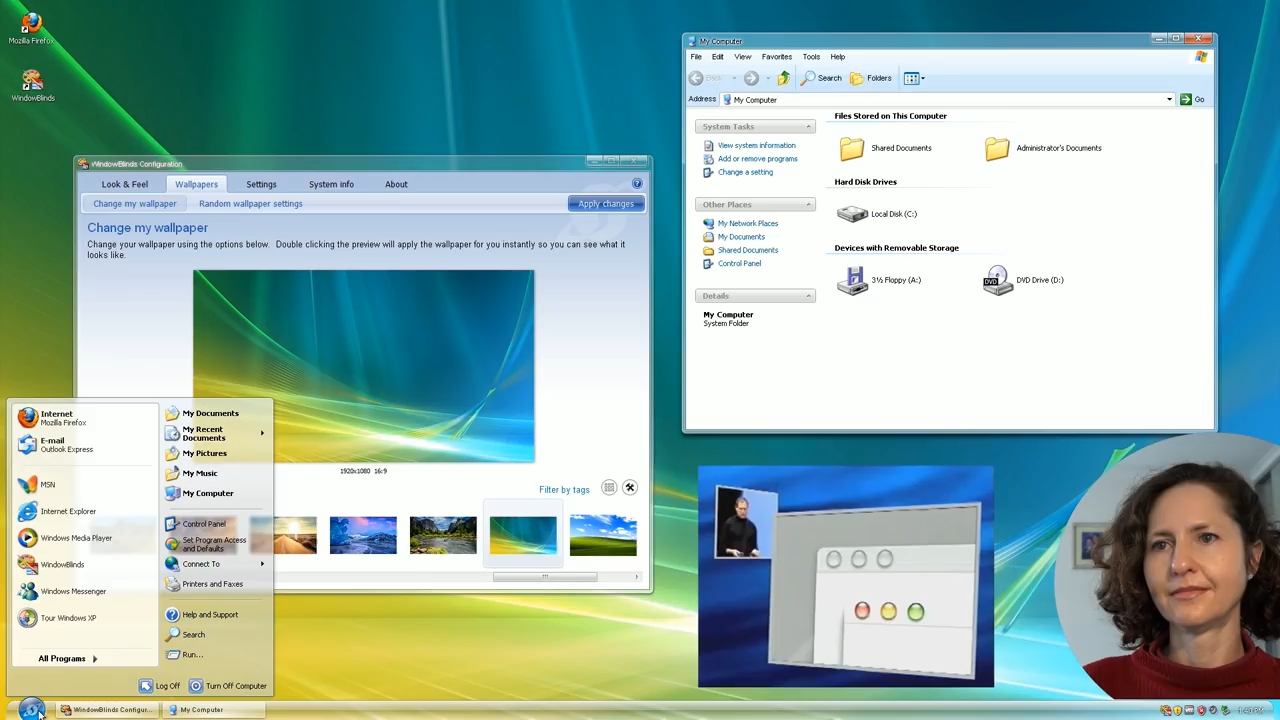 Mozilla Firefox
WindowBlinds
WindowBlinds Configuration
Look & Feel
Wallpapers
Settings
System info
About
Change my wallpaper
Random wallpaper settings
Apply changes
Change my wallpaper
Change your wallpaper using the options below. Double clicking the preview will apply the wallpaper for you instantly so you can see what it
looks like.
1920x1080 16:9
Filter by tags
Internet
Mozilla Firefox
E-mail
Outlook Express
MSN
Internet Explorer
Windows Media Player
WindowBlinds
Windows Messenger
Tour Windows XP
All Programs
My Documents
My Recent
Documents
My Pictures
My Music
My Computer
Control Panel
Set Program Access
and Defaults
Connect To
Printers and Faxes
Help and Support
Search
Run...
Log Off
Turn Off Computer
My Computer
File
Edit
View
Favorites
Tools
Help
Back
Search
Folders
Address
My Computer
Go
System Tasks
View system information
Add or remove programs
Change a setting
Other Places
My Network Places
My Documents
Shared Documents
Control Panel
Details
My Computer
System Folder
Files Stored on This Computer
Shared Documents
Administrator's Documents
Hard Disk Drives
Local Disk (C:)
Devices with Removable Storage
3½ Floppy (A:)
DVD
DVD Drive (D:)
WindowBlinds Configur...
My Computer